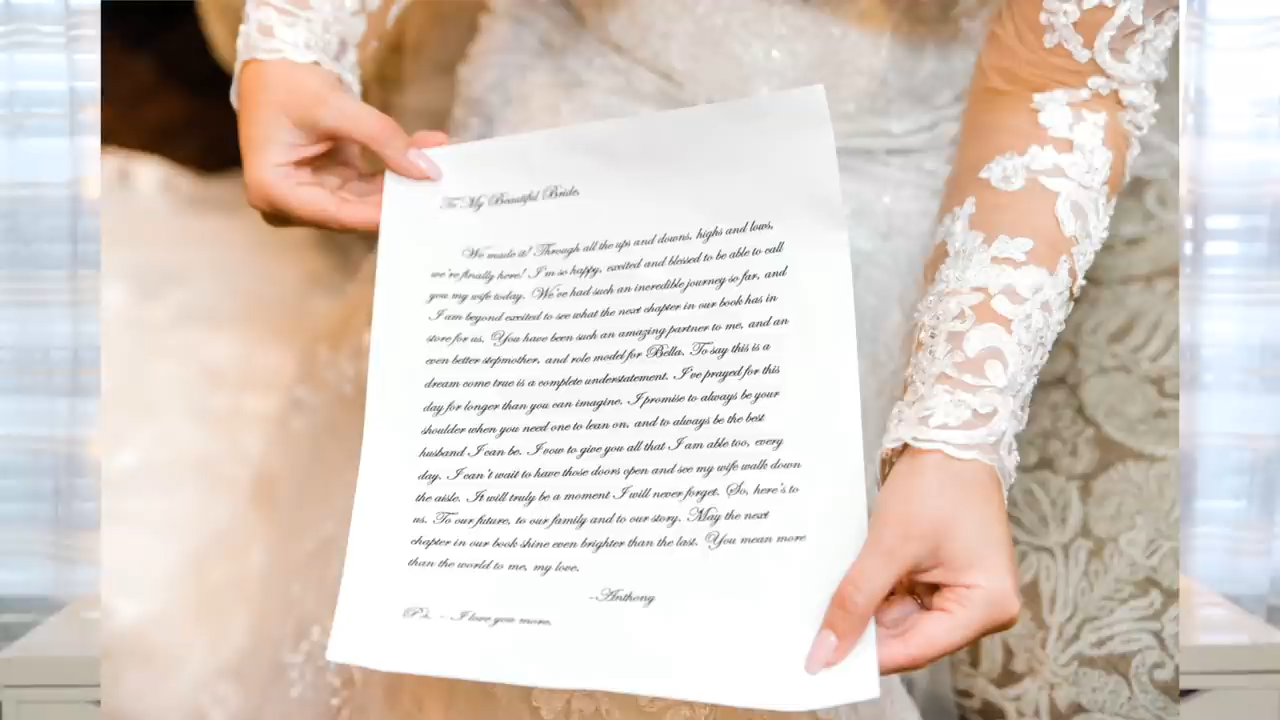 To My Beautiful Bride,
We made it! Through all the ups and downs, highs and lows,
we're finally here! I'm so happy, excited and blessed to be able to call
you my wife today. We've had such an incredible journey so far, and
I am beyond excited to see what the next chapter in our book has in
store for us. You have been such an amazing partner to me, and an
even better stepmother, and role model for Bella. To say this is a
dream come true is a complete understatement. I've prayed for this
day for longer than you can imagine. I promise to always be your
shoulder when you need one to lean on, and to always be the best
husband I can be. I vow to give you all that I am able too, every
day. I can't wait to have those doors open and see my wife walk down
the aisle. It will truly be a moment I will never forget. So, here's to
us. To our future, to our family and to our story. May the next
chapter in our book shine even brighter than the last. You mean more
than the world to me, my love.
-Anthony
P.s. - I love you more.